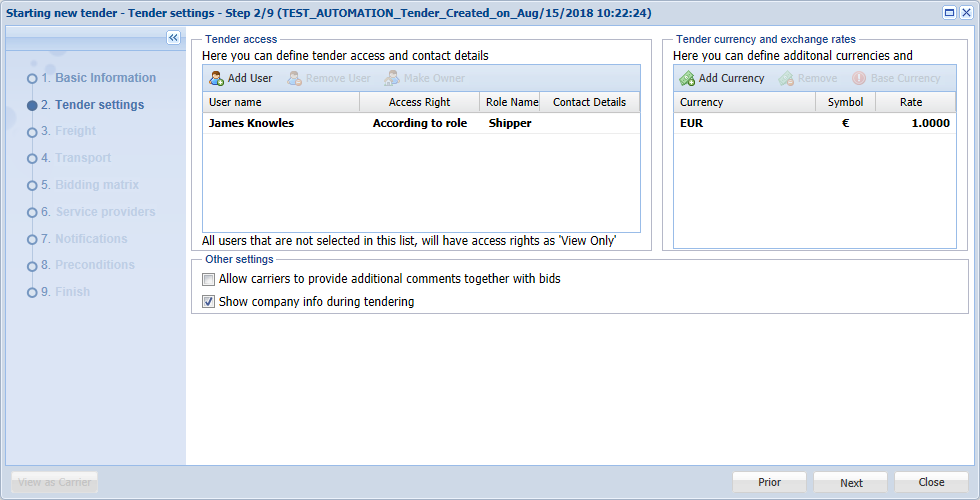 Starting new tender - Tender settings - Step 2/9 (TEST_AUTOMATION_Tender_Created_on_Aug/15/2018 10:22:24)
1. Basic Information
2. Tender settings
3. Freight
4. Transport
5. Bidding matrix
6. Service providers
7. Notifications
8. Preconditions
9. Finish
Tender access
Here you can define tender access and contact details
Add User Remove User Make Owner
User name Access Right Role Name Contact Details
James Knowles According to role Shipper
All users that are not selected in this list, will have access rights as 'View Only'
Tender currency and exchange rates
Here you can define additonal currencies and
Add Currency Remove Base Currency
Currency Symbol Rate
EUR € 1.0000
Other settings
Allow carriers to provide additional comments together with bids
Show company info during tendering
View as Carrier
Prior Next Close